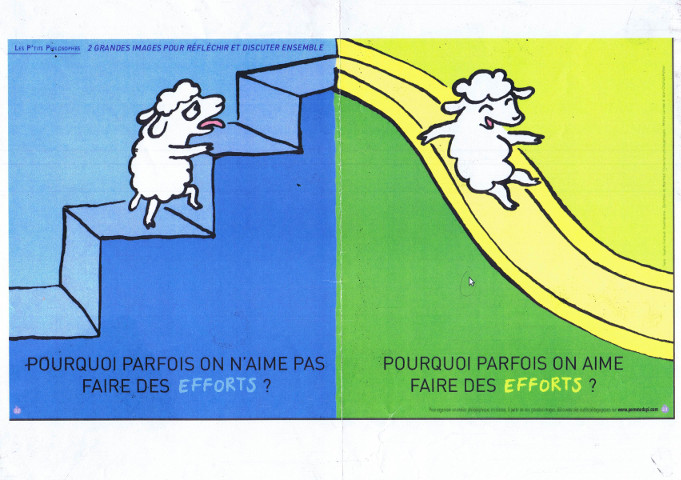 LES P'TITS PHILOSOPHES 2 GRANDES IMAGES POUR RÉFLÉCHIR ET DISCUTER ENSEMBLE
POURQUOI PARFOIS ON N'AIME PAS
FAIRE DES EFFORTS ?
POURQUOI PARFOIS ON AIME
FAIRE DES EFFORTS ?
www.pommedapi.com